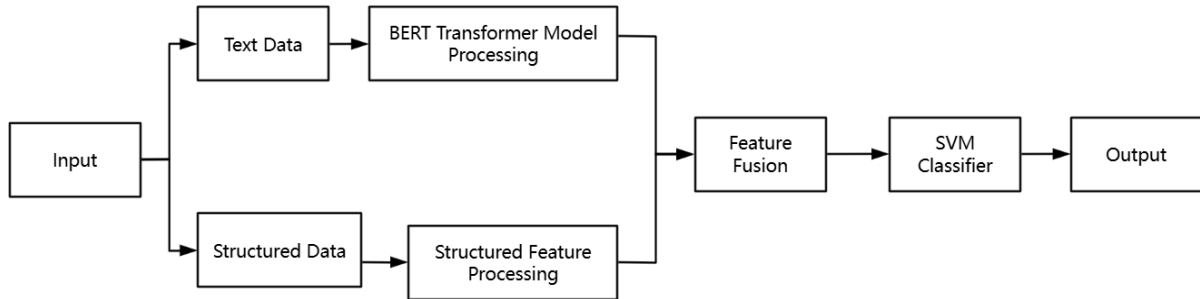 Input
Text Data
BERT Transformer Model
Processing
Structured Data
Structured Feature
Processing
Feature
Fusion
SVM
Classifier
Output